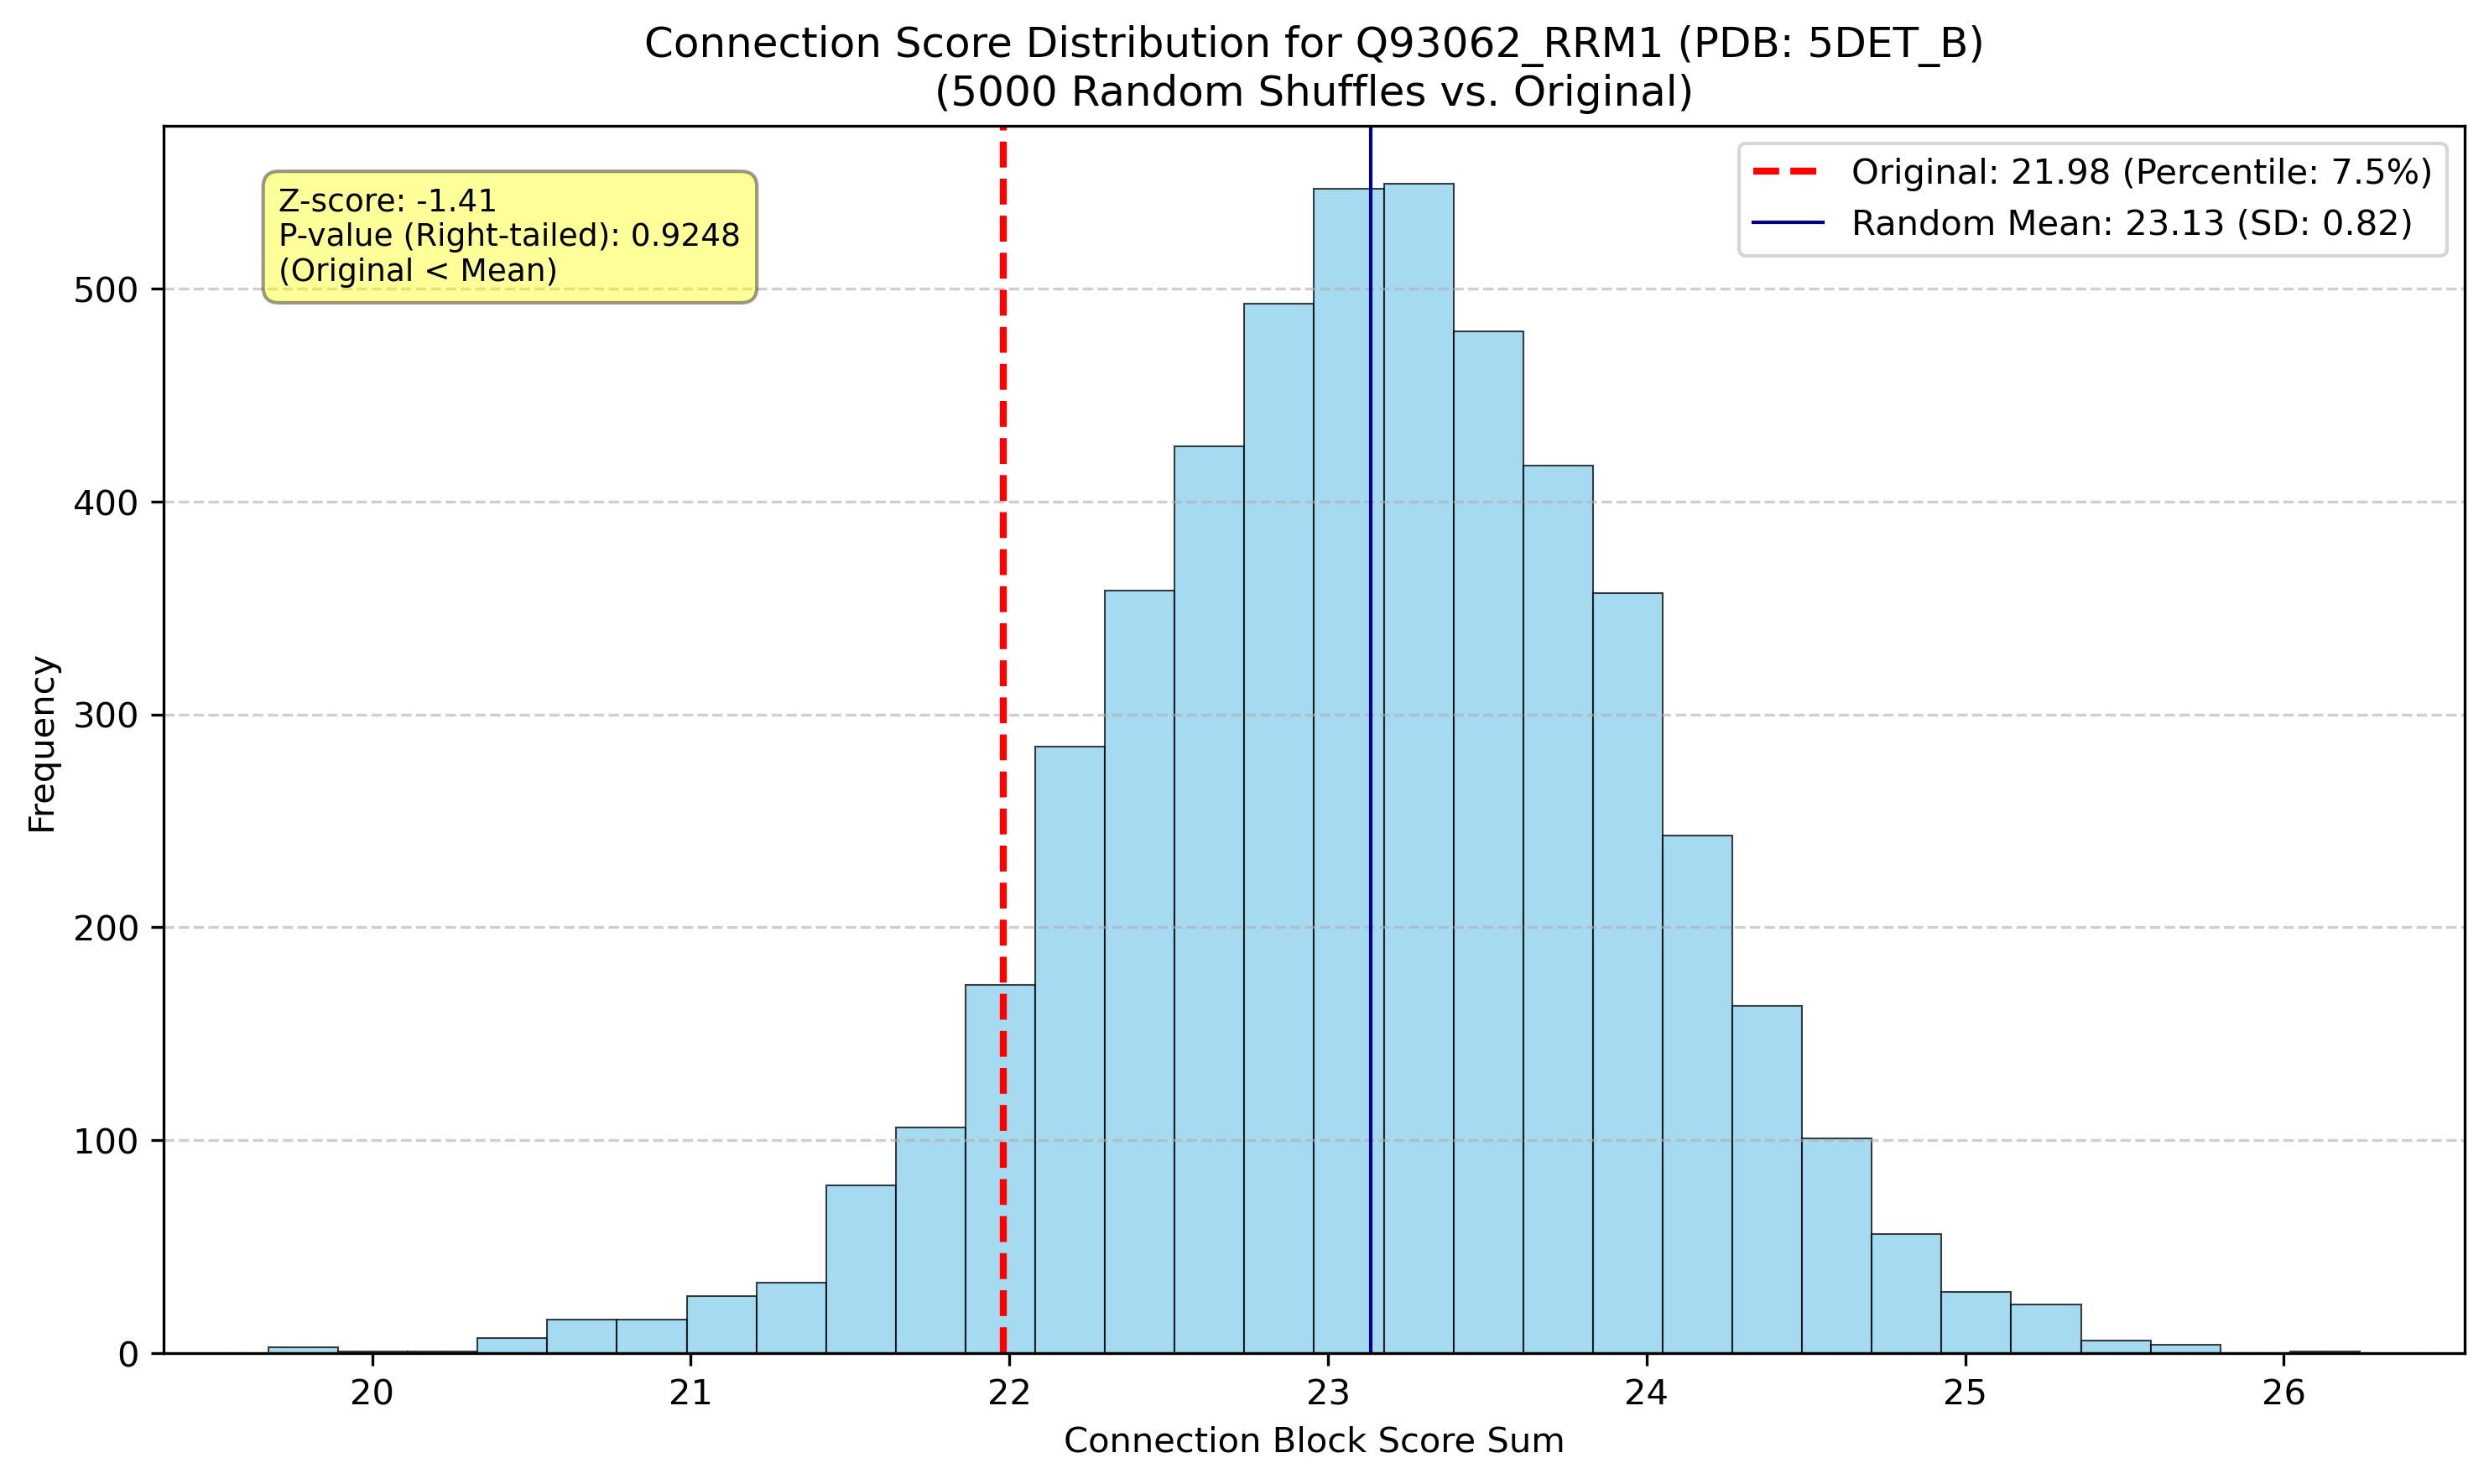 Connection Score Distribution for Q93062_RRM1 (PDB: 5DET_B)
(5000 Random Shuffles vs. Original)
Z-score: -1.41
P-value (Right-tailed): 0.9248
(Original < Mean)
Original: 21.98 (Percentile: 7.5%)
Random Mean: 23.13 (SD: 0.82)
Frequency
500
400
300
200
100
0
20 21 22 23 24 25 26
Connection Block Score Sum